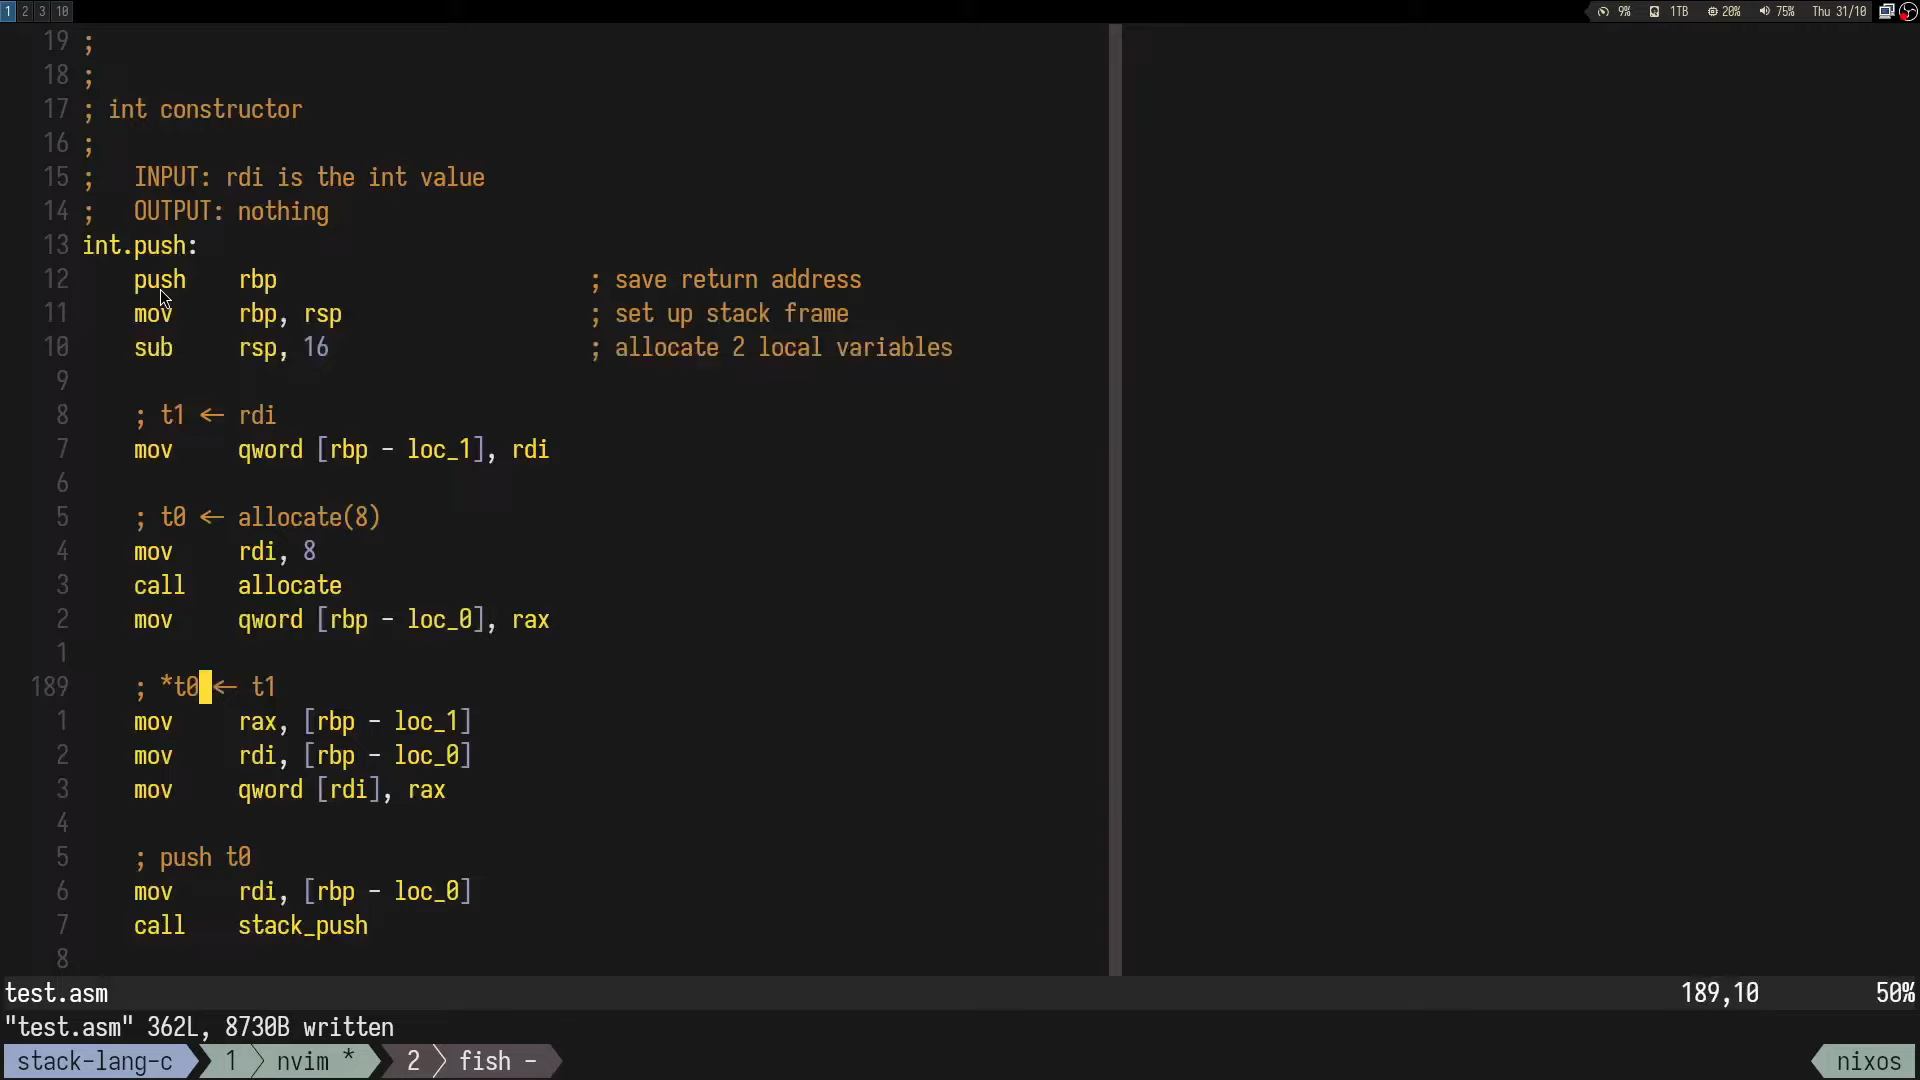 1 2 3 10 9% 1TB 20% 75% Thu 31/10
19 ;
18 ;
17 ; int constructor
16 ;
15 ;   INPUT: rdi is the int value
14 ;   OUTPUT: nothing
13 int.push:
12     push    rbp                        ; save return address
11     mov     rbp, rsp                   ; set up stack frame
10     sub     rsp, 16                    ; allocate 2 local variables
9
8     ; t1 <- rdi
7     mov     qword [rbp - loc_1], rdi
6
5     ; t0 <- allocate(8)
4     mov     rdi, 8
3     call    allocate
2     mov     qword [rbp - loc_0], rax
1
189     ; *t0 <- t1
1     mov     rax, [rbp - loc_1]
2     mov     rdi, [rbp - loc_0]
3     mov     qword [rdi], rax
4
5     ; push t0
6     mov     rdi, [rbp - loc_0]
7     call    stack_push
8
test.asm 189,10 50%
"test.asm" 362L, 8730B written
stack-lang-c 1 nvim * 2 fish - nixos